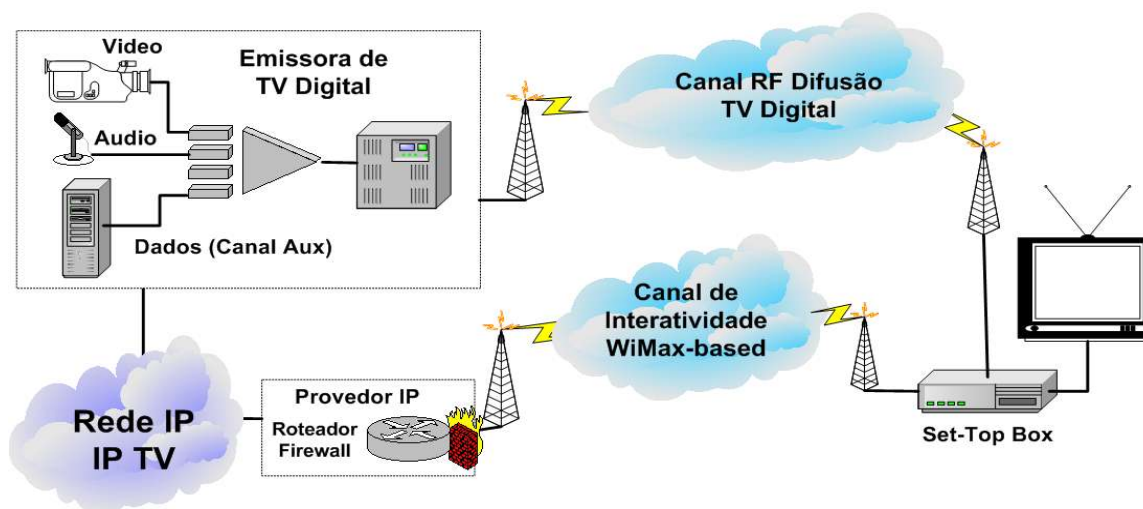 Video
Emissora de
TV Digital
Audio
Dados (Canal Aux)
Canal RF Difusão
TV Digital
Canal de
Interatividade
WiMax-based
Rede IP
IP TV
Provedor IP
Roteador
Firewall
Set-Top Box